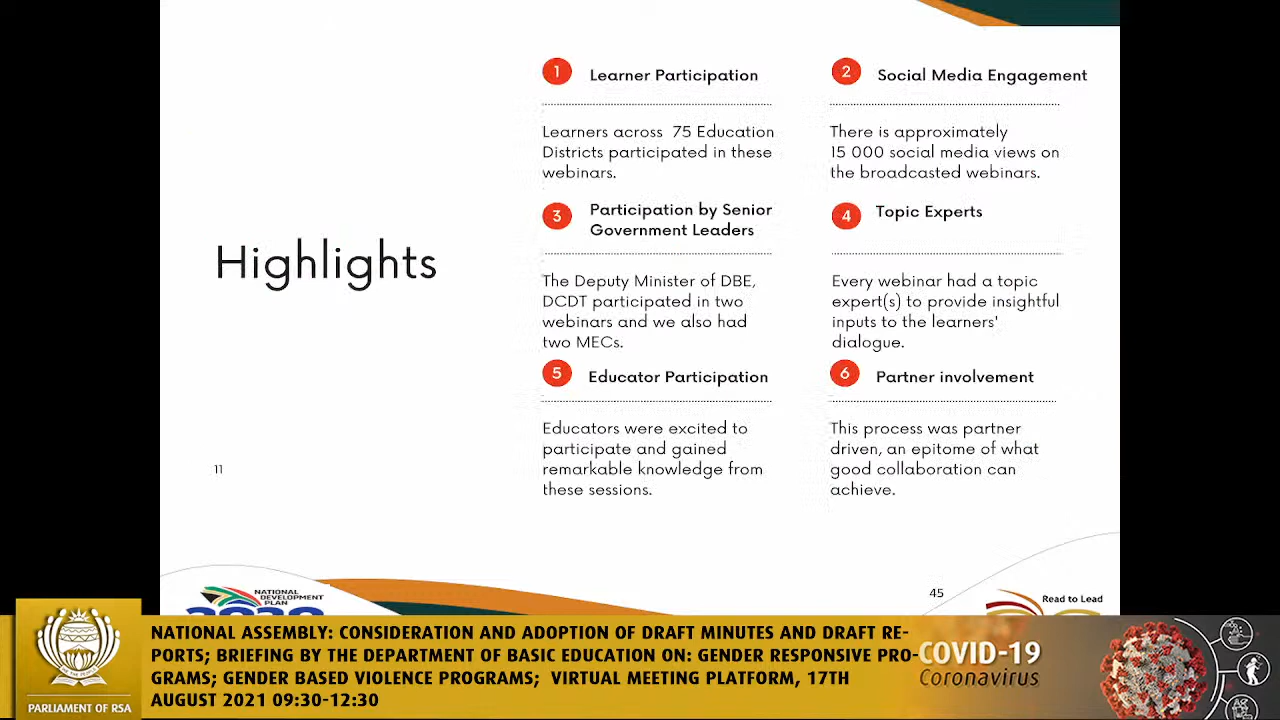 Highlights
11
1
Learner Participation
Learners across 75 Education
Districts participated in these
webinars.
2
Social Media Engagement
There is approximately
15 000 social media views on
the broadcasted webinars.
3
Participation by Senior
Government Leaders
The Deputy Minister of DBE,
DCDT participated in two
webinars and we also had
two MECs.
4
Topic Experts
Every webinar had a topic
expert(s) to provide insightful
inputs to the learners'
dialogue.
5
Educator Participation
Educators were excited to
participate and gained
remarkable knowledge from
these sessions.
6
Partner involvement
This process was partner
driven, an epitome of what
good collaboration can
achieve.
45
NATIONAL
DEVELOPMENT
PLAN
2030
Read to Lead
PARLIAMENT OF RSA
NATIONAL ASSEMBLY: CONSIDERATION AND ADOPTION OF DRAFT MINUTES AND DRAFT RE-
PORTS; BRIEFING BY THE DEPARTMENT OF BASIC EDUCATION ON: GENDER RESPONSIVE PRO-
GRAMS; GENDER BASED VIOLENCE PROGRAMS; VIRTUAL MEETING PLATFORM, 17TH
AUGUST 2021 09:30-12:30
COVID-19
Coronavirus